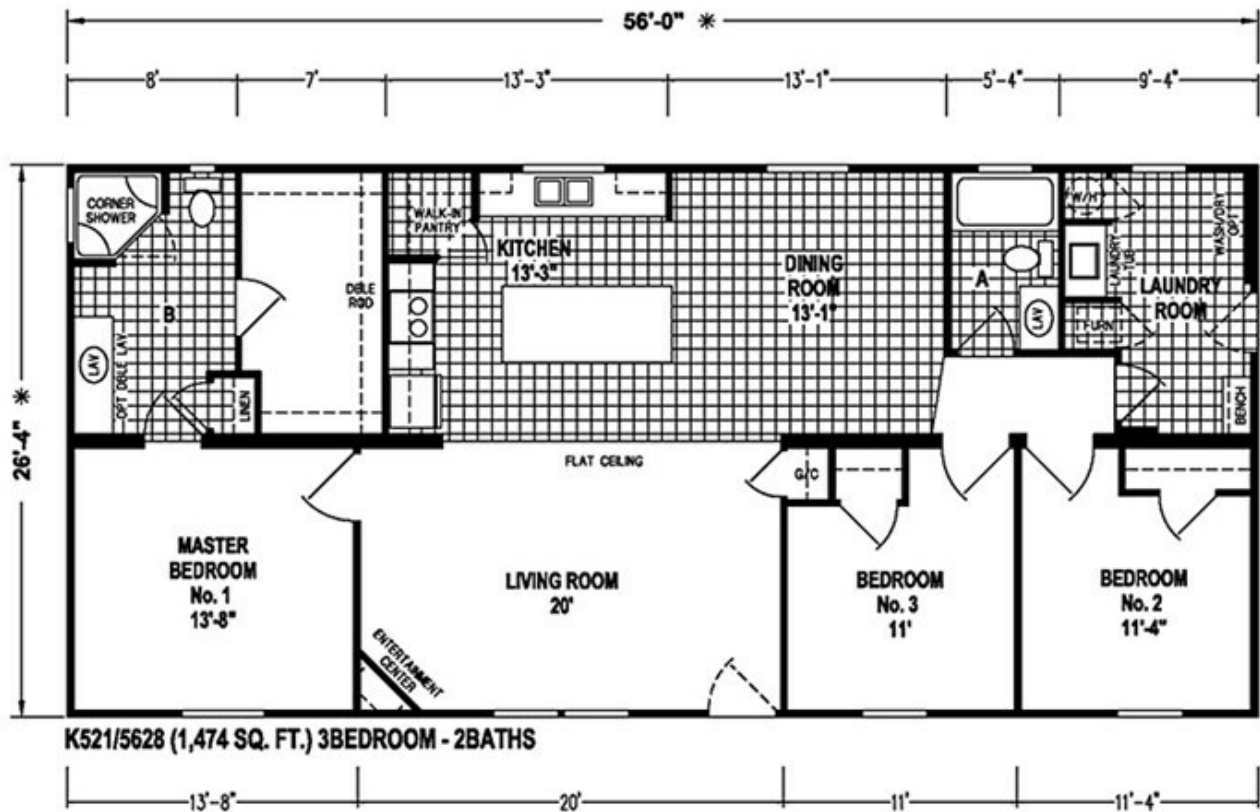 56'-0" ✳
8'
7'
13'-3"
13'-1"
5'-4"
9'-4"
26'-4" ✳
CORNER
SHOWER
B
LAV
OPT DBLE LAV
LINEN
DBLE
ROD
WALK-IN
PANTRY
KITCHEN
13'-3"
DINING
ROOM
13'-1"
A
LAV
W/H
LAUNDRY
TUB
FURN
WASH/DRY
OPT
LAUNDRY
ROOM
BENCH
FLAT CEILING
G/C
MASTER
BEDROOM
No. 1
13'-8"
LIVING ROOM
20'
ENTERTAINMENT
CENTER
BEDROOM
No. 3
11'
BEDROOM
No. 2
11'-4"
K521/5628 (1,474 SQ. FT.) 3BEDROOM - 2BATHS
13'-8"
20'
11'
11'-4"